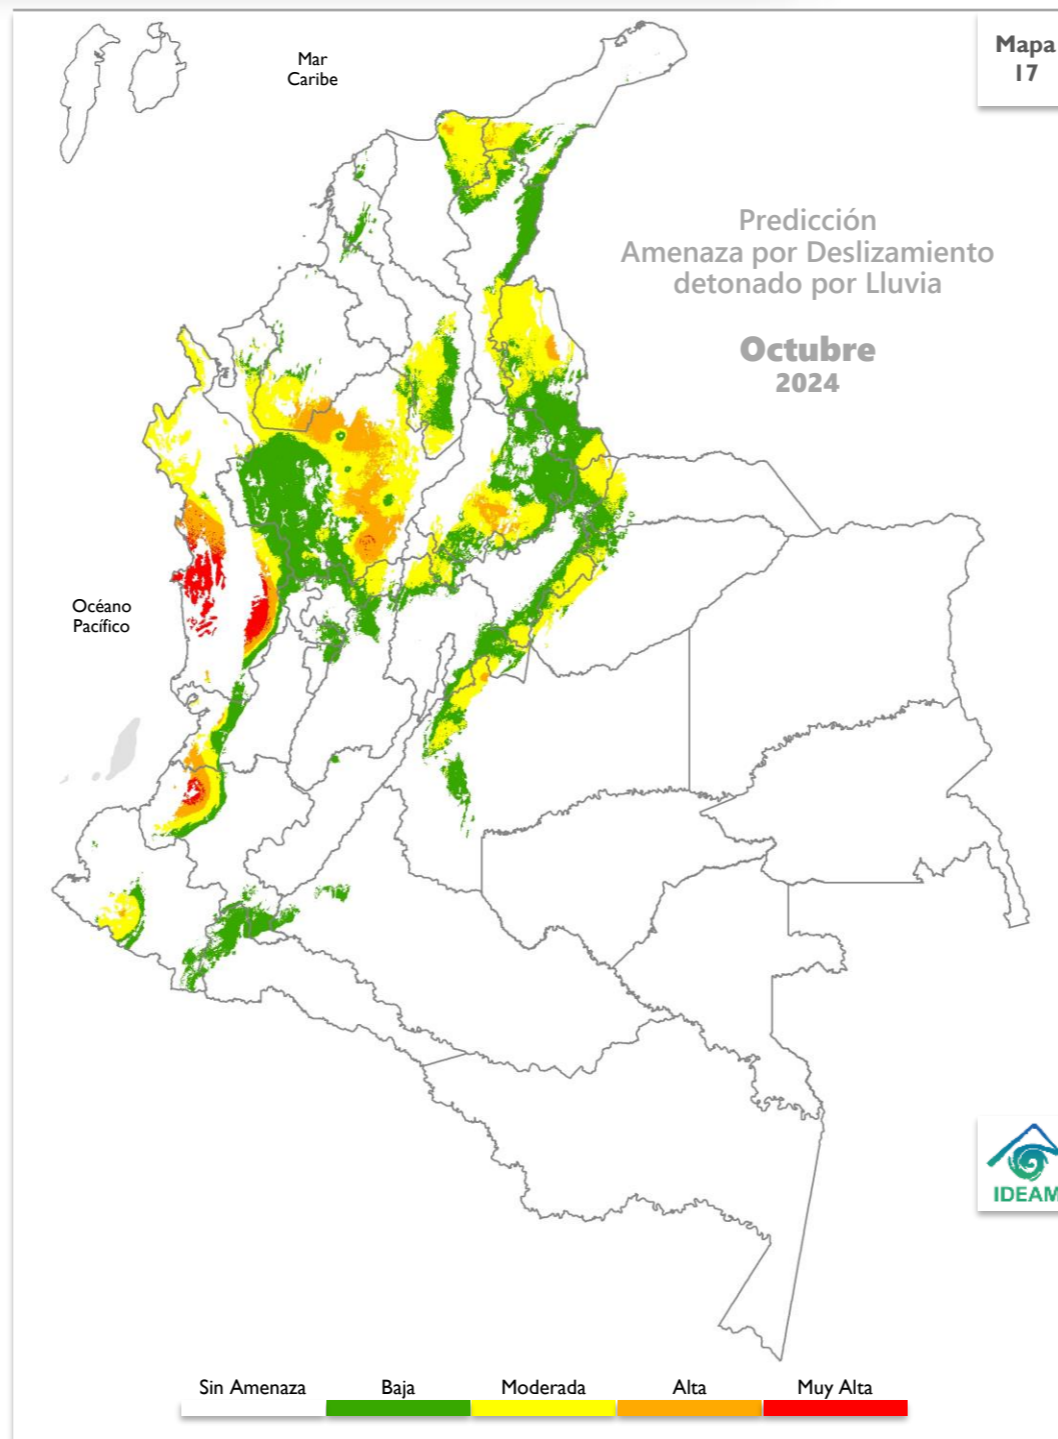 Mar
Caribe
Mapa
17
Predicción
Amenaza por Deslizamiento
detonado por Lluvia
Octubre
2024
Océano
Pacífico
IDEAM
Sin Amenaza
Baja
Moderada
Alta
Muy Alta